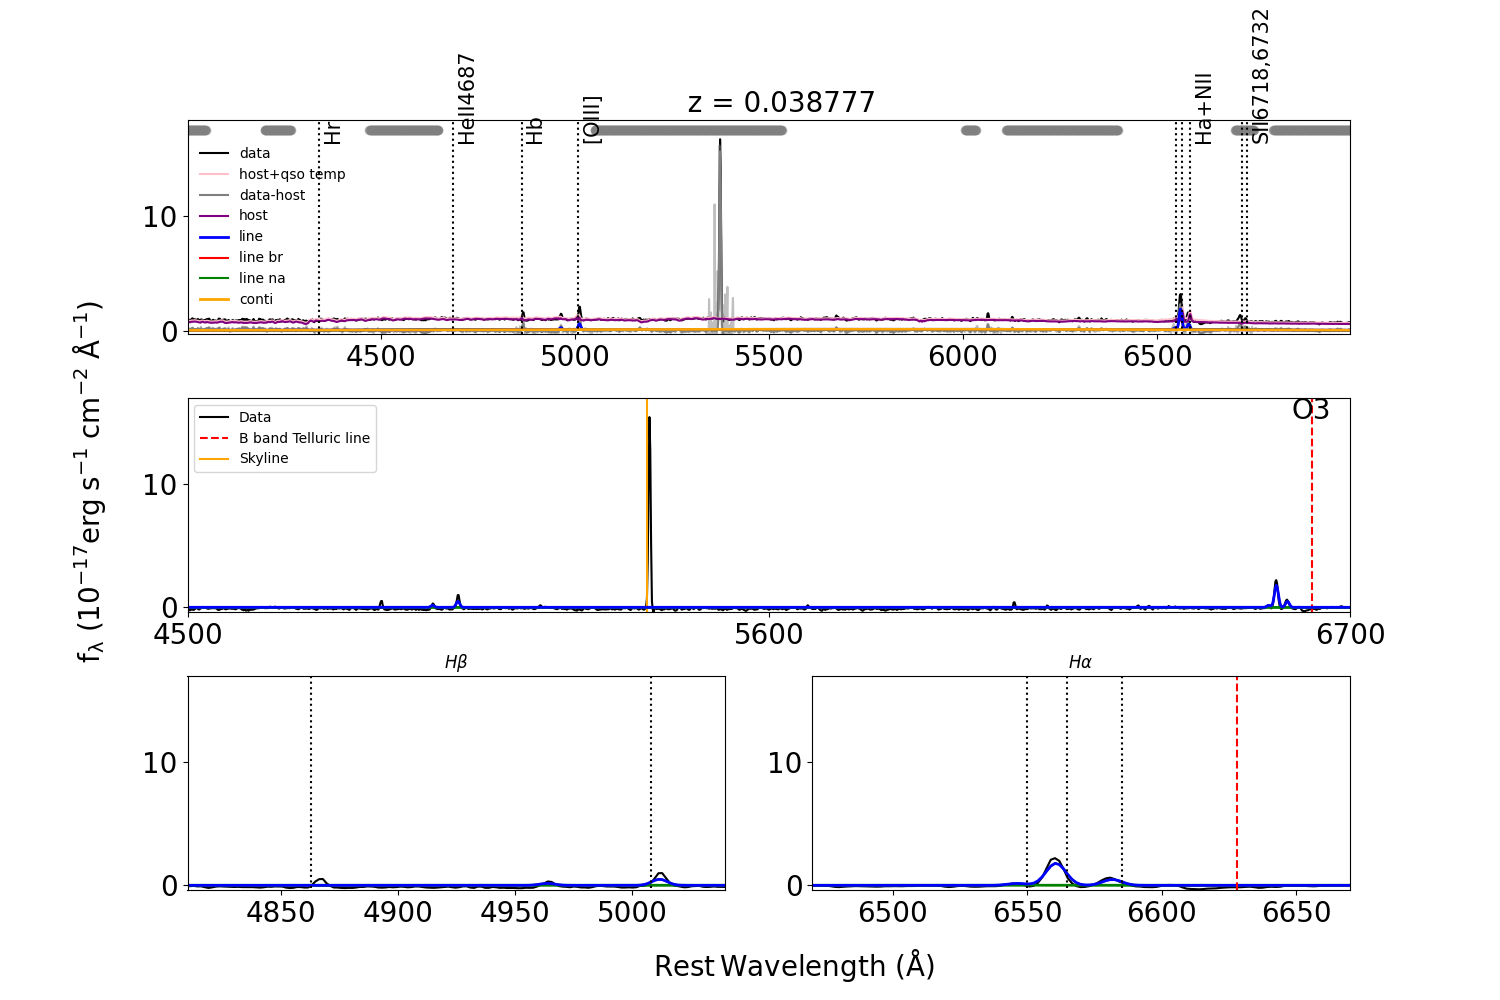 z = 0.038777
Hr
HeII4687
Hb
[OIII]
Ha+NII
SII6718,6732
data
host+qso temp
data-host
host
line
line br
line na
conti
10
0
4500
5000
5500
6000
6500
Data
B band Telluric line
Skyline
O3
10
0
4500
5600
6700
fλ (10−17erg s−1 cm−2 Å−1)
Hβ
10
0
4850
4900
4950
5000
Hα
10
0
6500
6550
6600
6650
Rest Wavelength (Å)